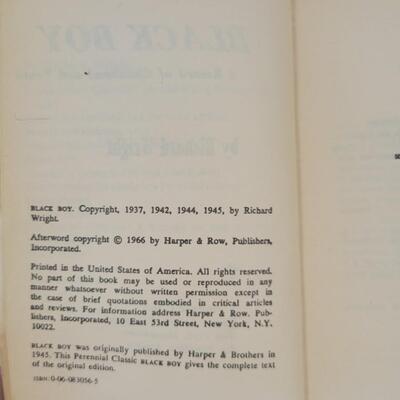 BLACK BOY. Copyright, 1937, 1942, 1944, 1945, by Richard
Wright.
Afterword copyright © 1966 by Harper & Row, Publishers,
Incorporated.
Printed in the United States of America. All rights reserved.
No part of this book may be used or reproduced in any
manner whatsoever without written permission except in
the case of brief quotations embodied in critical articles
and reviews. For information address Harper & Row. Pub-
lishers, Incorporated, 10 East 53rd Street, New York, N.Y.
10022.
BLACK BOY was originally published by Harper & Brothers in
1945. This Perennial Classic BLACK BOY gives the complete text
of the original edition.
ISBN: 0-06-083056-5